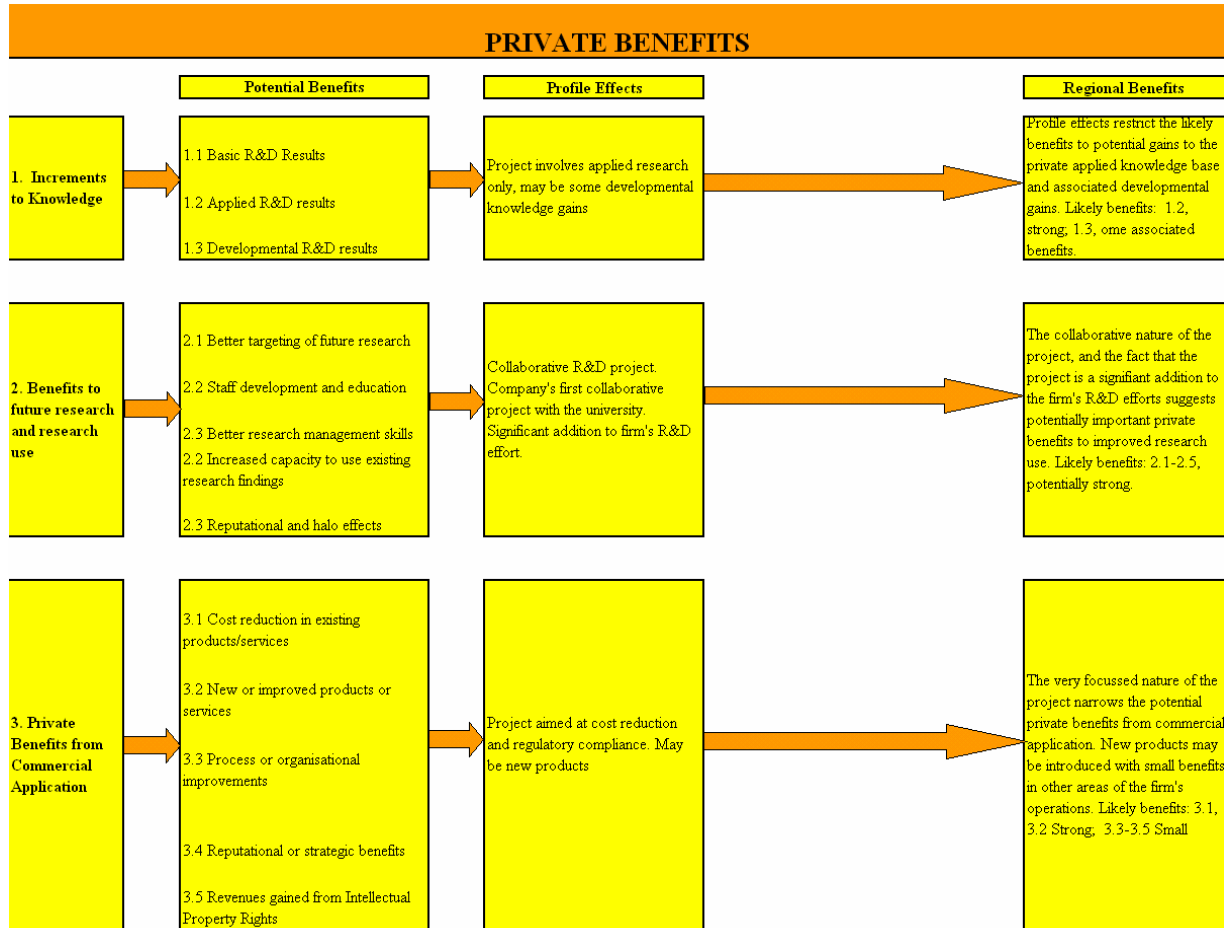 PRIVATE BENEFITS
Potential Benefits
Profile Effects
Regional Benefits
1. Increments
to Knowledge
1.1 Basic R&D Results
1.2 Applied R&D results
1.3 Developmental R&D results
Project involves applied research
only, may be some developmental
knowledge gains
Profile effects restrict the likely
benefits to potential gains to the
private applied knowledge base
and associated developmental
gains. Likely benefits: 1.2,
strong; 1.3, ome associated
benefits.
2. Benefits to
future research
and research
use
2.1 Better targeting of future research
2.2 Staff development and education
2.3 Better research management skills
2.2 Increased capacity to use existing
research findings
2.3 Reputational and halo effects
Collaborative R&D project.
Company's first collaborative
project with the university.
Significant addition to firm's R&D
effort.
The collaborative nature of the
project, and the fact that the
project is a signifiant addition to
the firm's R&D efforts suggests
potentially important private
benefits to improved research
use. Likely benefits: 2.1-2.5,
potentially strong.
3. Private
Benefits from
Commercial
Application
3.1 Cost reduction in existing
products/services
3.2 New or improved products or
services
3.3 Process or organisational
improvements
3.4 Reputational or strategic benefits
3.5 Revenues gained from Intellectual
Property Rights
Project aimed at cost reduction
and regulatory compliance. May
be new products
The very focussed nature of the
project narrows the potential
private benefits from commercial
application. New products may
be introduced with small benefits
in other areas of the firm's
operations. Likely benefits: 3.1,
3.2 Strong; 3.3-3.5 Small